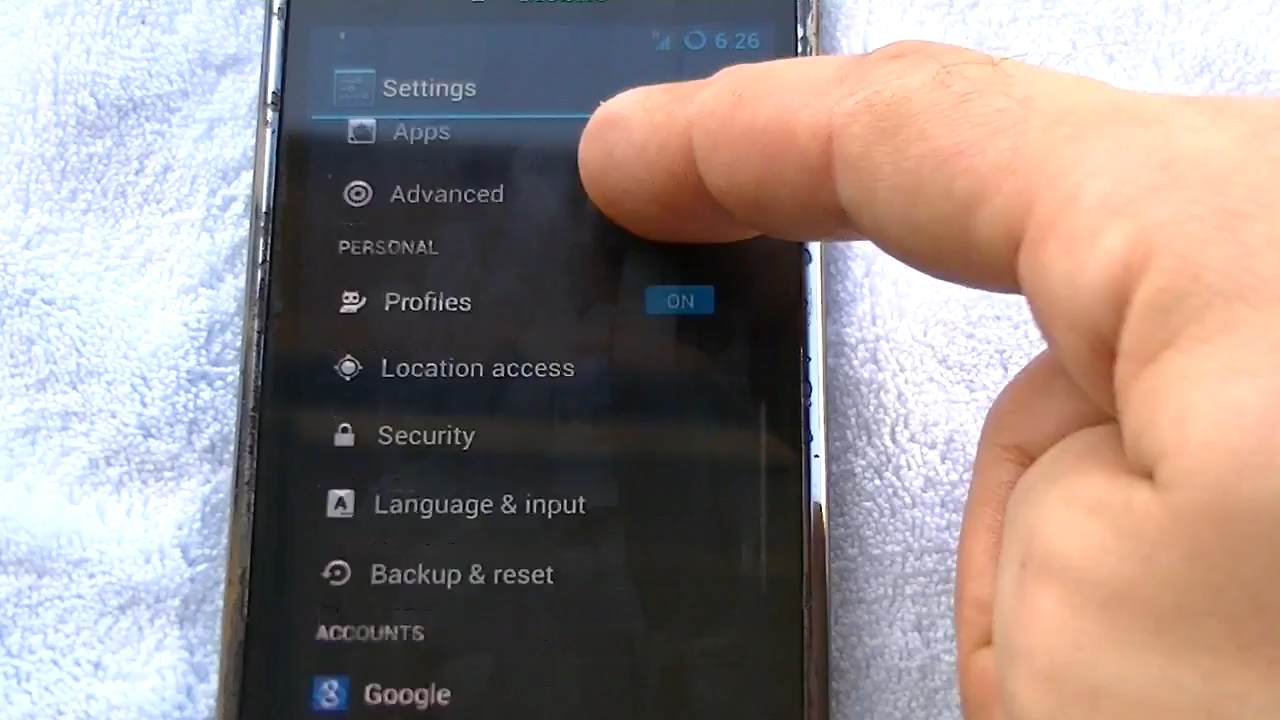 6:26
Settings
Apps
Advanced
PERSONAL
Profiles ON
Location access
Security
Language & input
Backup & reset
ACCOUNTS
Google